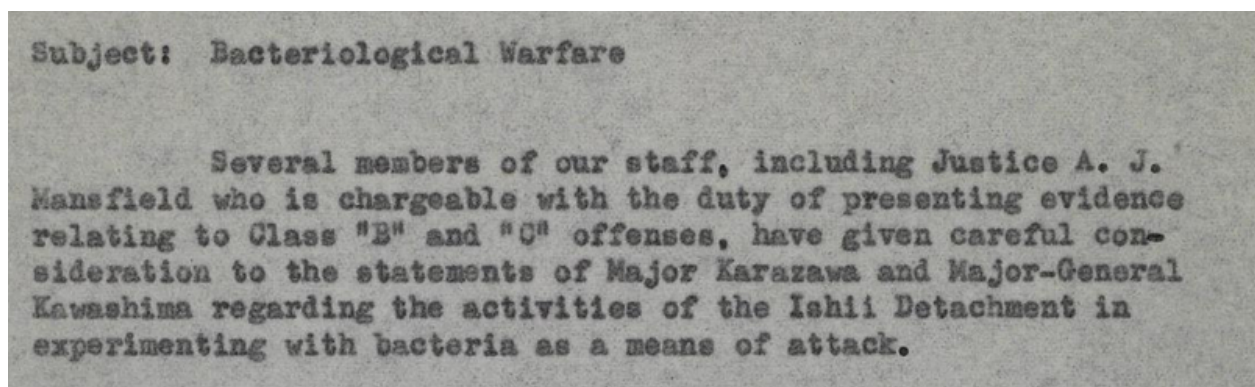 Subject: Bacteriological Warfare
Several members of our staff, including Justice A. J.
Mansfield who is chargeable with the duty of presenting evidence
relating to Class "B" and "C" offenses, have given careful con-
sideration to the statements of Major Karazawa and Major-General
Kawashima regarding the activities of the Ishii Detachment in
experimenting with bacteria as a means of attack.